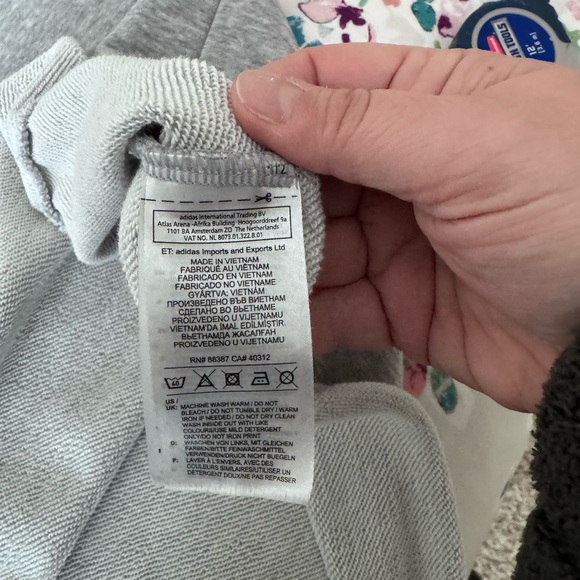 adidas International Trading BV
Atlas Arena -Afrika Building Hoogoorddreef 9a
1101 BA Amsterdam ZO The Netherlands
VAT NO. NL 8073.01.322.B.01
ET: adidas Imports and Exports Ltd
MADE IN VIETNAM
FABRIQUÉ AU VIÊTNAM
FABRICADO EN VIETNAM
FABRICADO NO VIETNAME
GYÁRTVA: VIETNAM
ПРОИЗВЕДЕНО ВЪВ ВИЕТНАМ
СДЕЛАНО ВО ВЬЕТНАМЕ
PROIZVEDENO U VIJETNAMU
VIETNAM'DA İMAL EDİLMİŞTİR.
ВЬЕТНАМДА ЖАСАЛҒАН
PROIZVEDENO U VIJETNAMU
RN# 88387 CA# 40312
40
US /
UK: MACHINE WASH WARM / DO NOT
BLEACH / DO NOT TUMBLE DRY / WARM
IRON IF NEEDED / DO NOT DRY CLEAN
WASH INSIDE OUT WITH LIKE
COLOURS/USE MILD DETERGENT
ONLY/DO NOT IRON PRINT
D: WASCHEN VON LINKS, MIT GLEICHEN
FARBEN/BITTE FEINWASCHMITTEL
VERWENDEN/DRUCK NICHT BUEGELN
F: LAVER À L'ENVERS, AVEC DES
COULEURS SIMILAIRES/UTILISER UN
DÉTERGENT DOUX/NE PAS REPASSER
12'
TOOLS